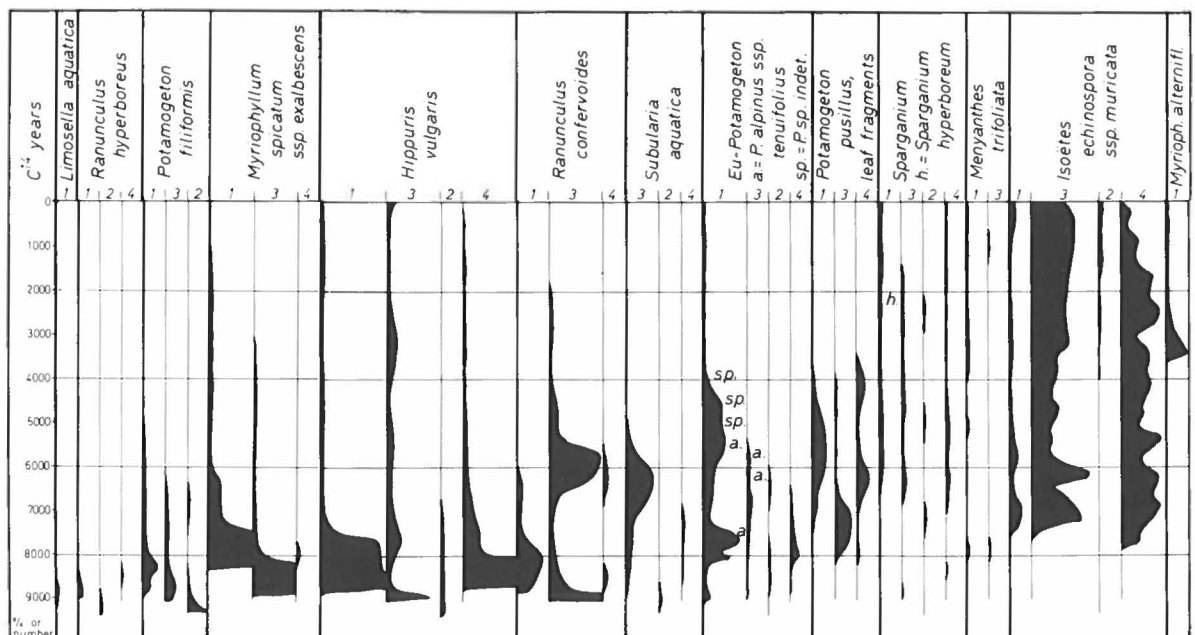 C¹⁴ years
Limosella aquatica
Ranunculus
hyperboreus
Potamogeton
filiformis
Myriophyllum
spicatum
ssp. exalbescens
Hippuris
vulgaris
Ranunculus
confervoides
Subularia
aquatica
Eu-Potamogeton
a.= P. alpinus ssp.
tenuifolius
sp.= P. sp. indet.
Potamogeton
pusillus,
leaf fragments
Sparganium
h. = Sparganium
hyperboreum
Menyanthes
trifoliata
Isoëtes
echinospora
ssp. muricata
Myrioph. alternifl.
1 1 2 4 1 3 2 1 3 4 1 3 2 4 1 3 4 3 2 4 1 3 2 4 1 3 4 1 3 2 4 1 3 1 3 2 4 1
0
1000
2000
h.
3000
4000
sp.
sp.
5000
sp.
a.
a.
6000
a.
7000
a
8000
9000
% or
number